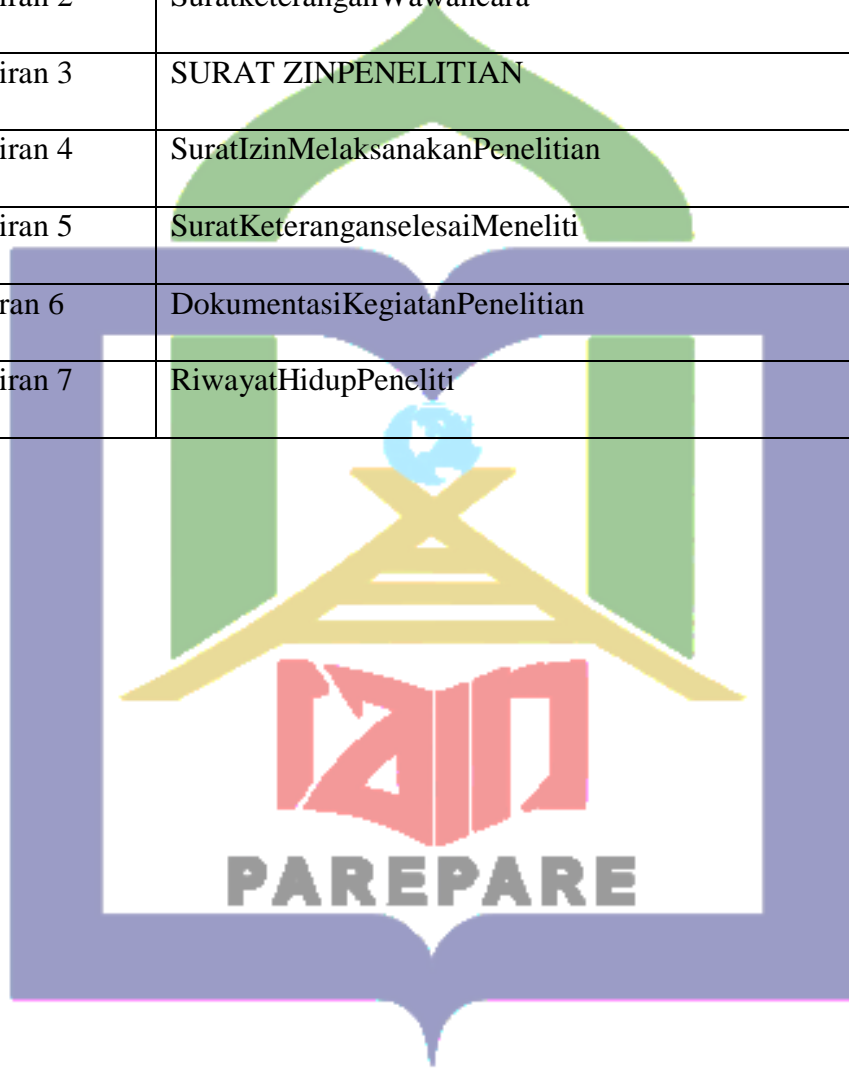 iran 2 SuratketeranganWawancara
iran 3 SURAT ZINPENELITIAN
iran 4 SuratIzinMelaksanakanPenelitian
iran 5 SuratKeteranganselesaiMeneliti
ran 6 DokumentasiKegiatanPenelitian
iran 7 RiwayatHidupPeneliti
iain
PAREPARE